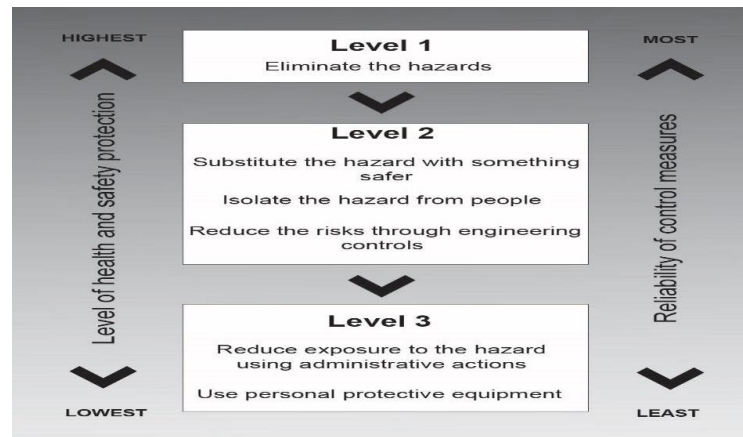 HIGHEST
Level 1
MOST
Eliminate the hazards
Level of health and safety protection
Level 2
Substitute the hazard with something
safer
Isolate the hazard from people
Reduce the risks through engineering
controls
Reliability of control measures
Level 3
Reduce exposure to the hazard
using administrative actions
Use personal protective equipment
LOWEST
LEAST